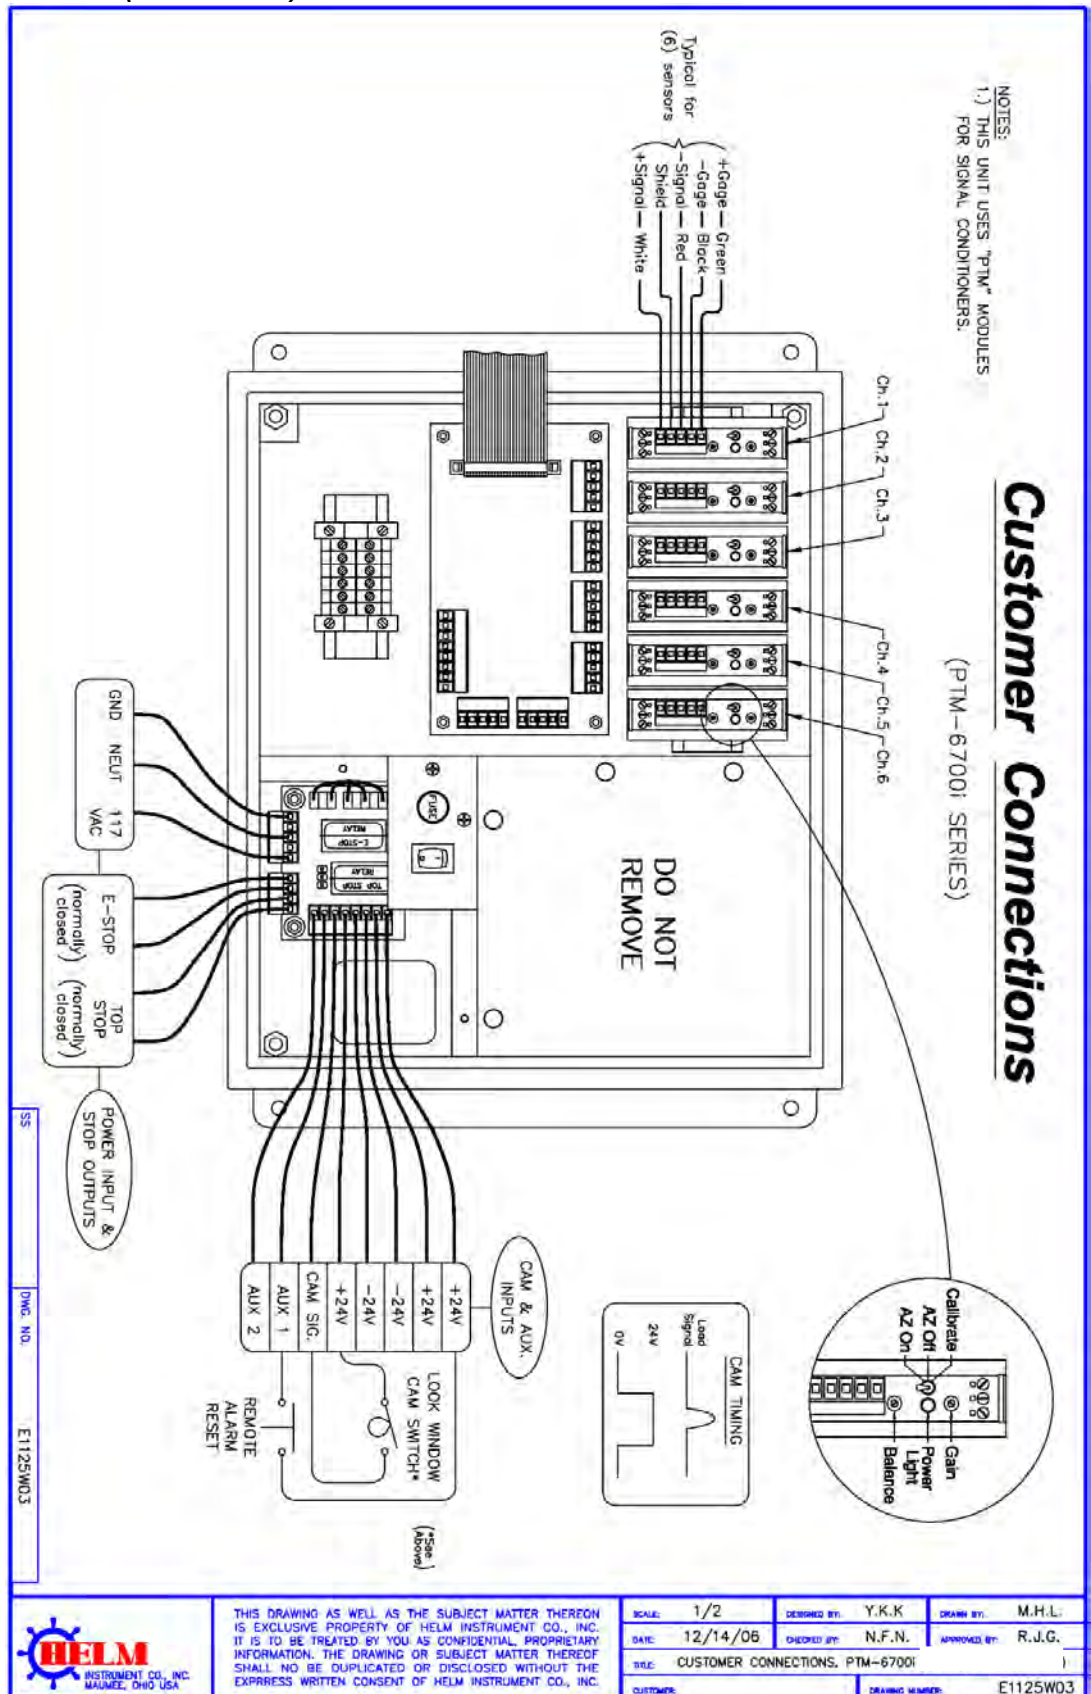 Customer Connections
(PTM-6700i SERIES)
NOTES:
1.) THIS UNIT USES "PTM" MODULES
FOR SIGNAL CONDITIONERS.
Typical for
(6) sensors
+Gage - Green
-Gage - Black
-Signal - Red
Shield
+Signal - White
Ch.1
Ch.2
Ch.3
Ch.4
Ch.5
Ch.6
DO NOT
REMOVE
FUSE
E-STOP
RELAY
TOP STOP
RELAY
GND
NEUT
117
VAC
E-STOP
(normally
closed)
TOP
STOP
(normally
closed)
POWER INPUT &
STOP OUTPUTS
CAM & AUX.
INPUTS
+24V
+24V
-24V
-24V
+24V
CAM SIG.
AUX 1
AUX 2
LOOK WINDOW
CAM SWITCH*
REMOTE
ALARM
RESET
(*See
Above)
CAM TIMING
Load
Signal
24V
0V
Calibrate
AZ Off
AZ On
Gain
Power
Light
Balance
SS
DWG. NO.
E1125W03
HELM
INSTRUMENT CO., INC.
MAUMEE, OHIO USA
THIS DRAWING AS WELL AS THE SUBJECT MATTER THEREON
IS EXCLUSIVE PROPERTY OF HELM INSTRUMENT CO., INC.
IT IS TO BE TREATED BY YOU AS CONFIDENTIAL, PROPRIETARY
INFORMATION. THE DRAWING OR SUBJECT MATTER THEREOF
SHALL NO BE DUPLICATED OR DISCLOSED WITHOUT THE
EXPRRESS WRITTEN CONSENT OF HELM INSTRUMENT CO., INC.
SCALE: 1/2
DESIGNED BY: Y.K.K
DRAWN BY: M.H.L.
DATE: 12/14/06
CHECKED BY: N.F.N.
APPROVED BY: R.J.G.
TITLE: CUSTOMER CONNECTIONS, PTM-6700i )
CUSTOMER:
DRAWING NUMBER: E1125W03